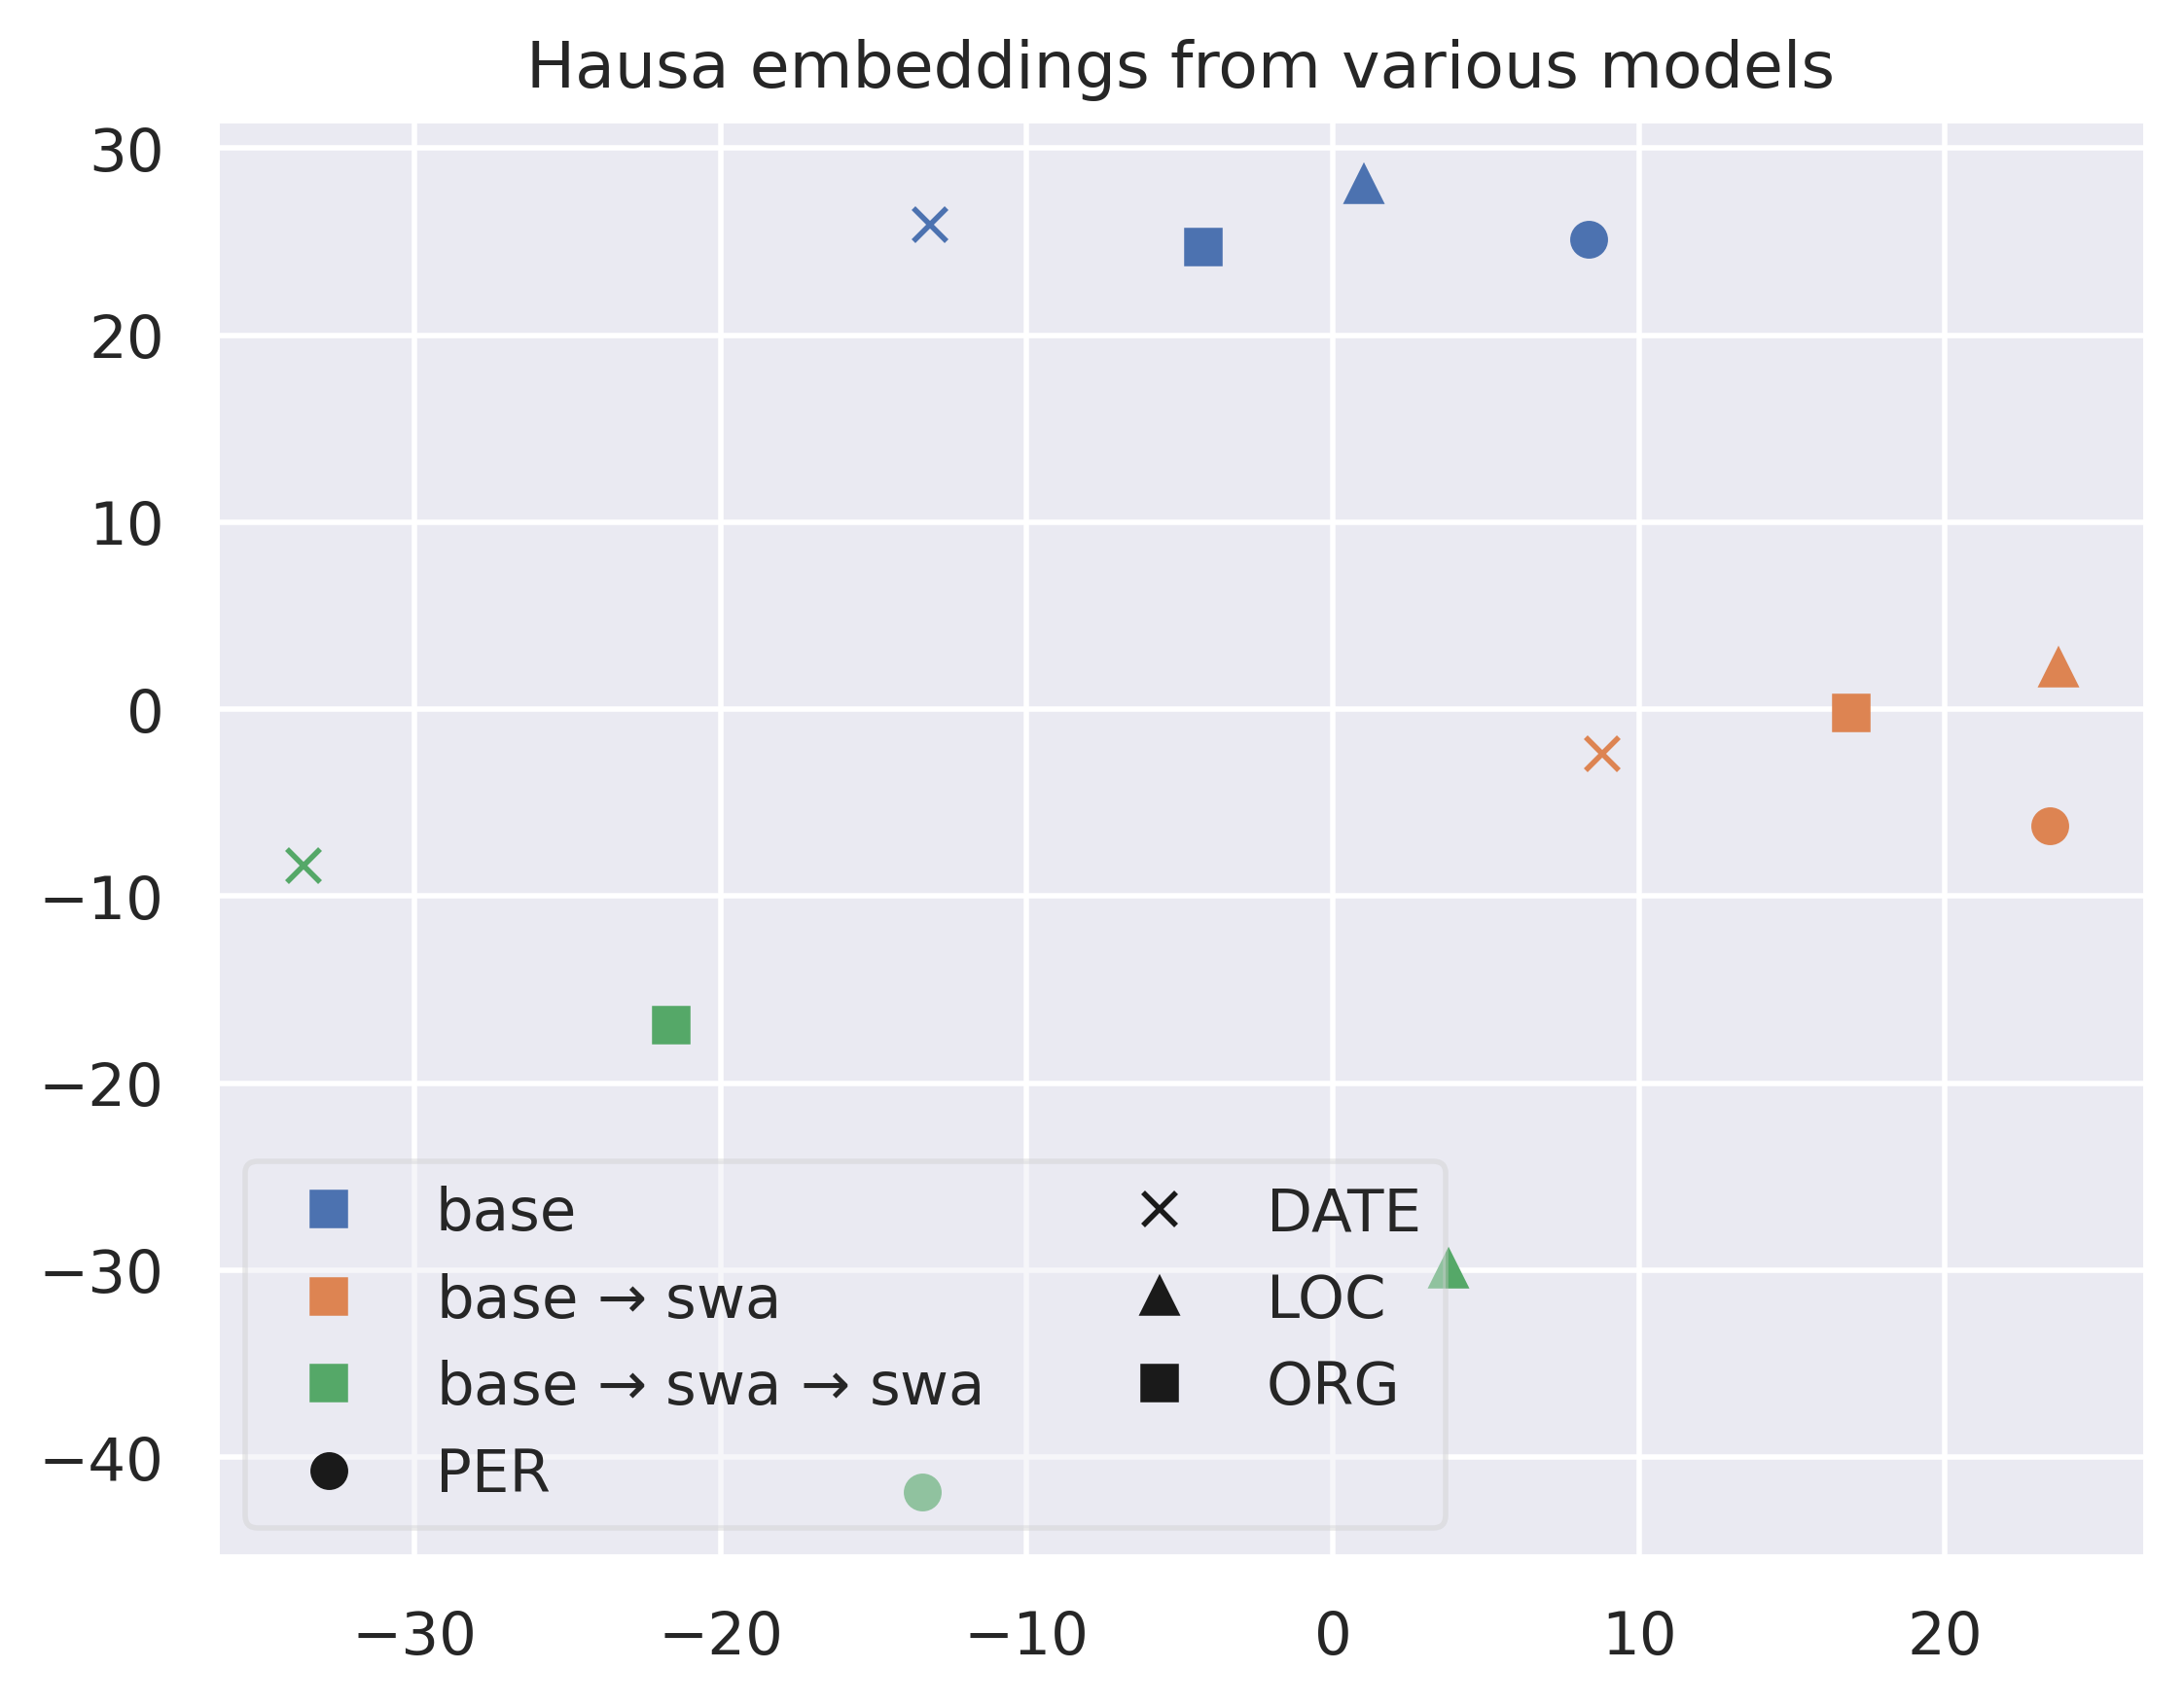 Hausa embeddings from various models
30
20
10
0
−10
−20
−30
−40
base
base → swa
base → swa → swa
PER
DATE
LOC
ORG
−30 −20 −10 0 10 20